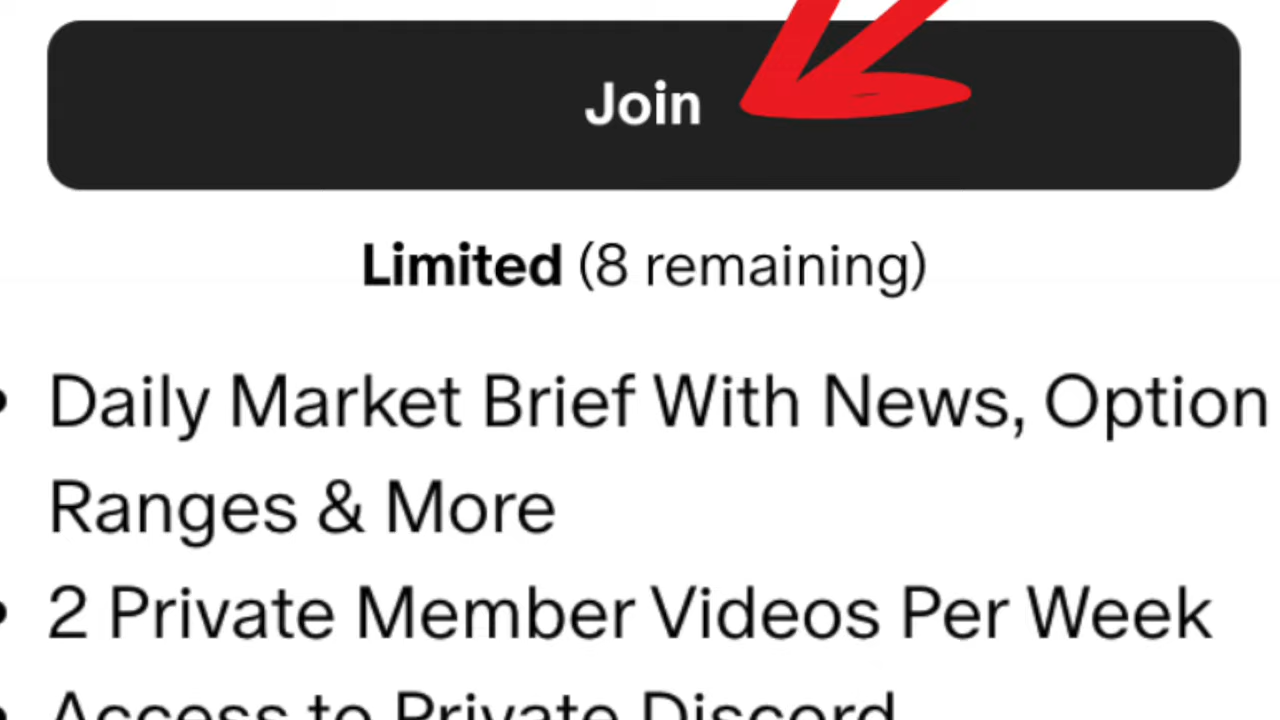 Join
Limited (8 remaining)
• Daily Market Brief With News, Option
Ranges & More
• 2 Private Member Videos Per Week
• Access to Private Discord